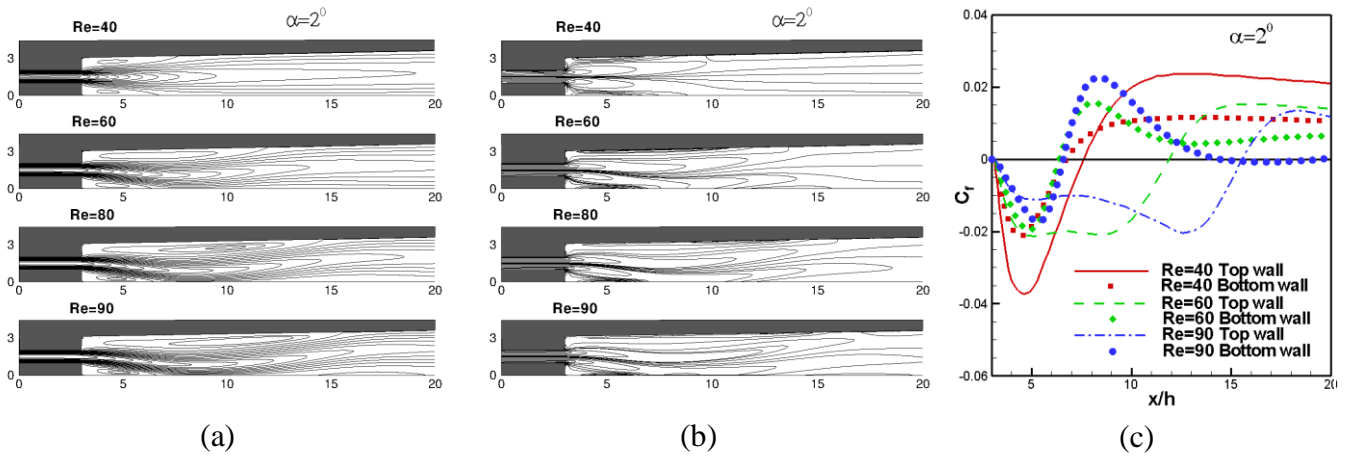 α=2⁰
Re=40
3
0
0 5 10 15 20
Re=60
3
0
0 5 10 15 20
Re=80
3
0
0 5 10 15 20
Re=90
3
0
0 5 10 15 20
(a)
α=2⁰
Re=40
3
0
0 5 10 15 20
Re=60
3
0
0 5 10 15 20
Re=80
3
0
0 5 10 15 20
Re=90
3
0
0 5 10 15 20
(b)
α=2⁰
0.04
0.02
0
-0.02
-0.04
-0.06
Cf
Re=40 Top wall
Re=40 Bottom wall
Re=60 Top wall
Re=60 Bottom wall
Re=90 Top wall
Re=90 Bottom wall
5 10 15 20
x/h
(c)